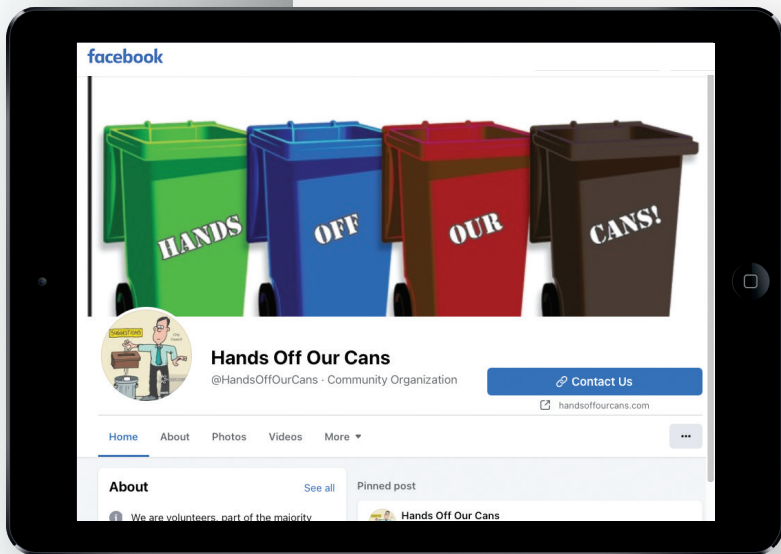 facebook
HANDS
OFF
OUR
CANS!
SUGGESTIONS
City
Council
Hands Off Our Cans
@HandsOffOurCans · Community Organization
Contact Us
handsoffourcans.com
Home About Photos Videos More
About See all
Pinned post
We are volunteers, part of the majority
Hands Off Our Cans